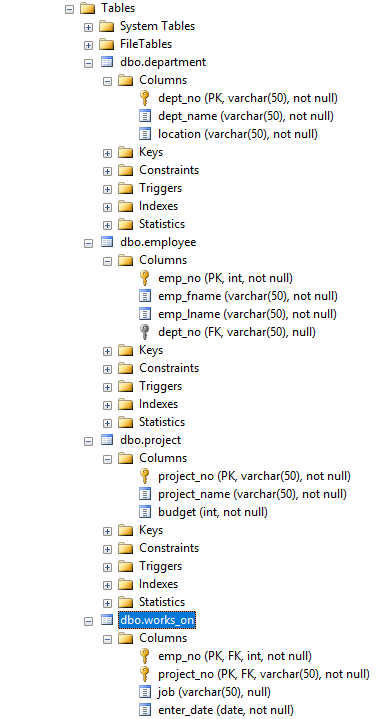 Tables
System Tables
FileTables
dbo.department
Columns
dept_no (PK, varchar(50), not null)
dept_name (varchar(50), not null)
location (varchar(50), not null)
Keys
Constraints
Triggers
Indexes
Statistics
dbo.employee
Columns
emp_no (PK, int, not null)
emp_fname (varchar(50), not null)
emp_lname (varchar(50), not null)
dept_no (FK, varchar(50), null)
Keys
Constraints
Triggers
Indexes
Statistics
dbo.project
Columns
project_no (PK, varchar(50), not null)
project_name (varchar(50), not null)
budget (int, not null)
Keys
Constraints
Triggers
Indexes
Statistics
dbo.works_on
Columns
emp_no (PK, FK, int, not null)
project_no (PK, FK, varchar(50), not null)
job (varchar(50), null)
enter_date (date, not null)